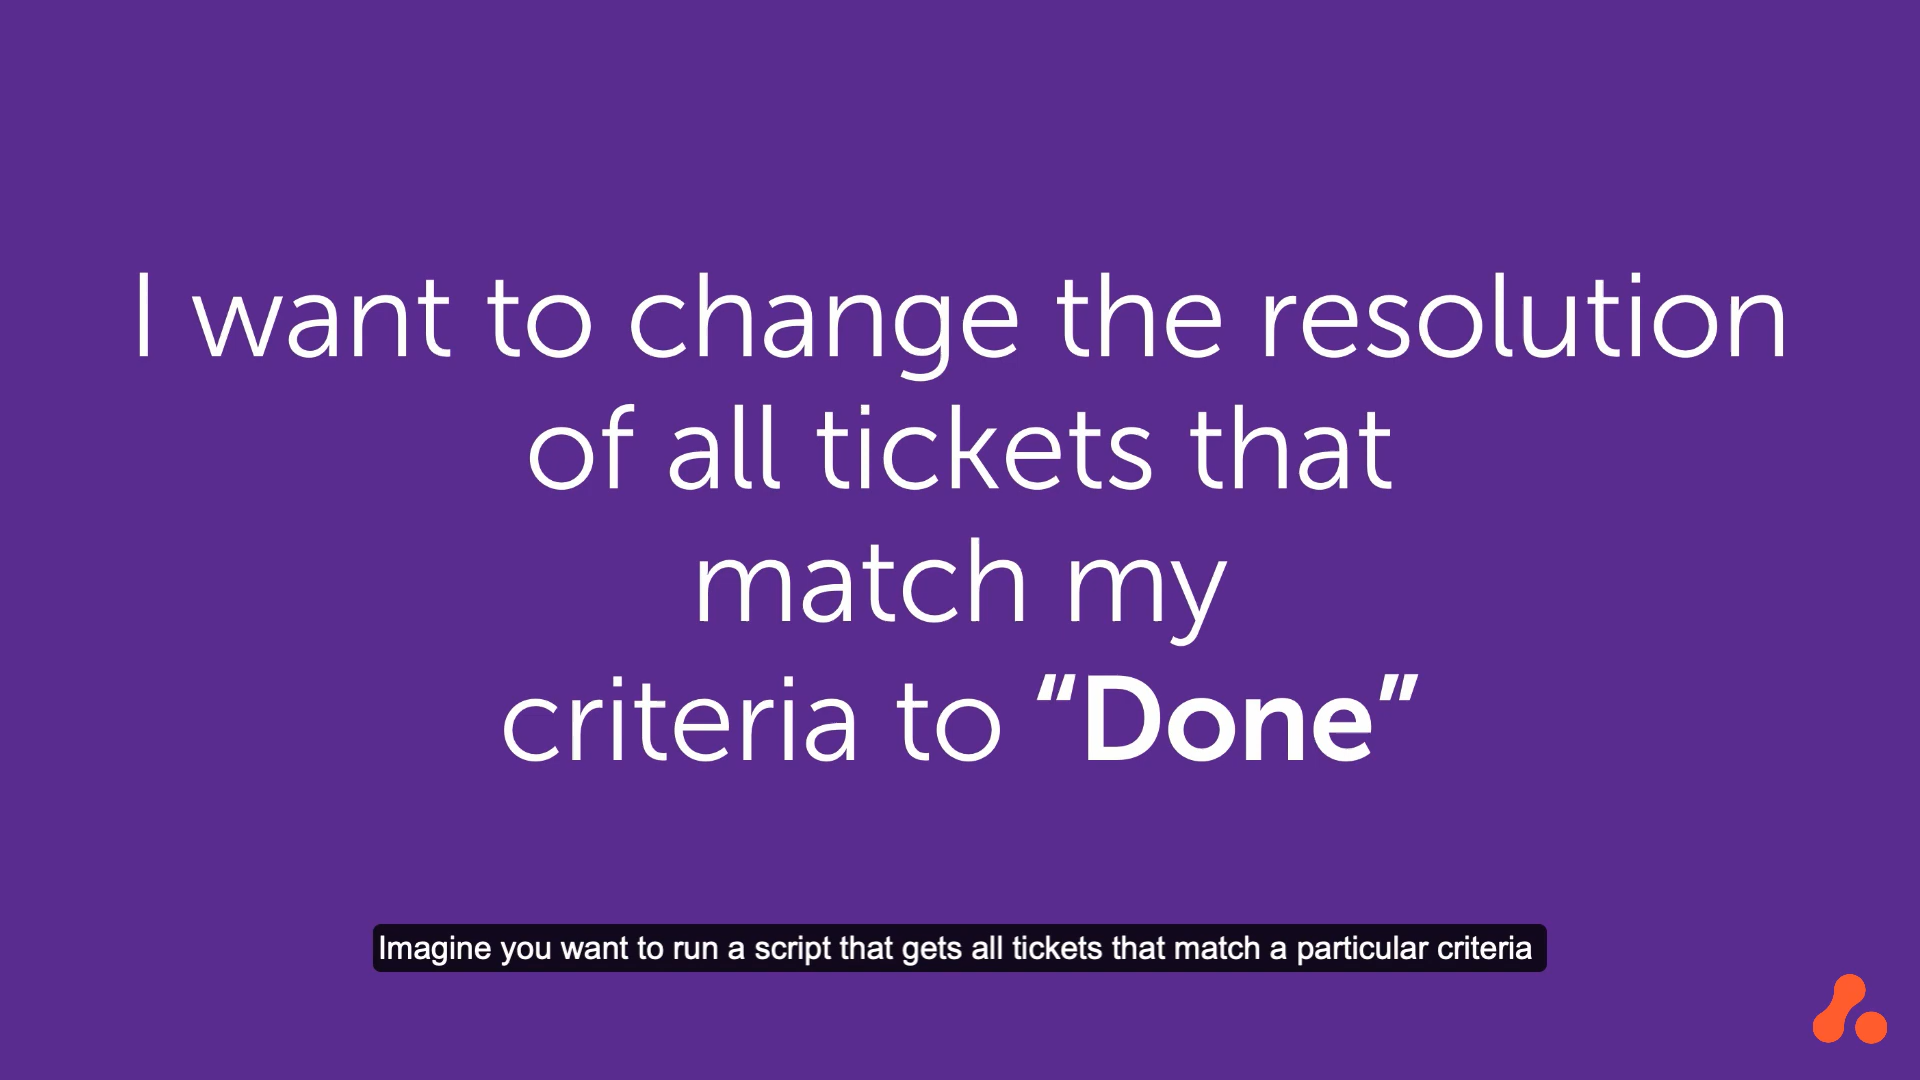 I want to change the resolution
of all tickets that
match my
criteria to “Done”
Imagine you want to run a script that gets all tickets that match a particular criteria